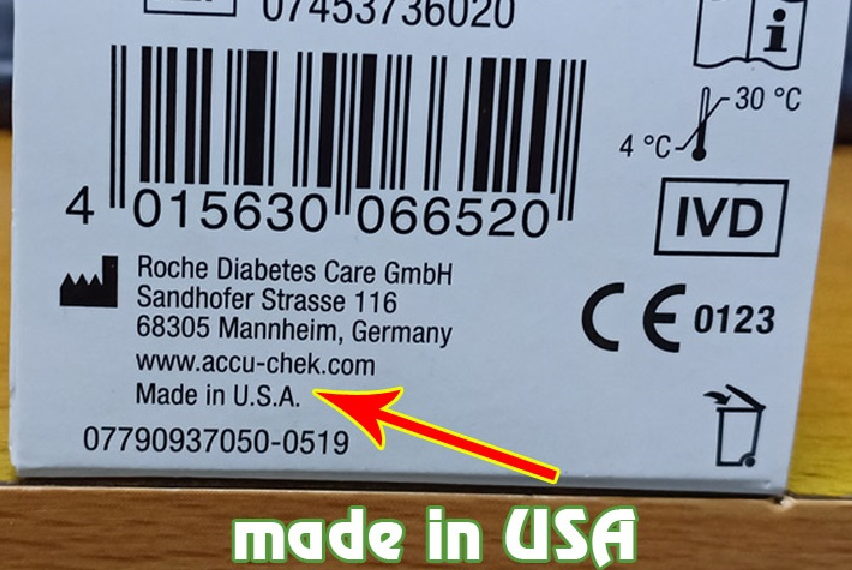 07453736020
30 °C
4 °C
4 015630 066520
IVD
Roche Diabetes Care GmbH
Sandhofer Strasse 116
68305 Mannheim, Germany
www.accu-chek.com
Made in U.S.A.
CE 0123
07790937050-0519
made in USA